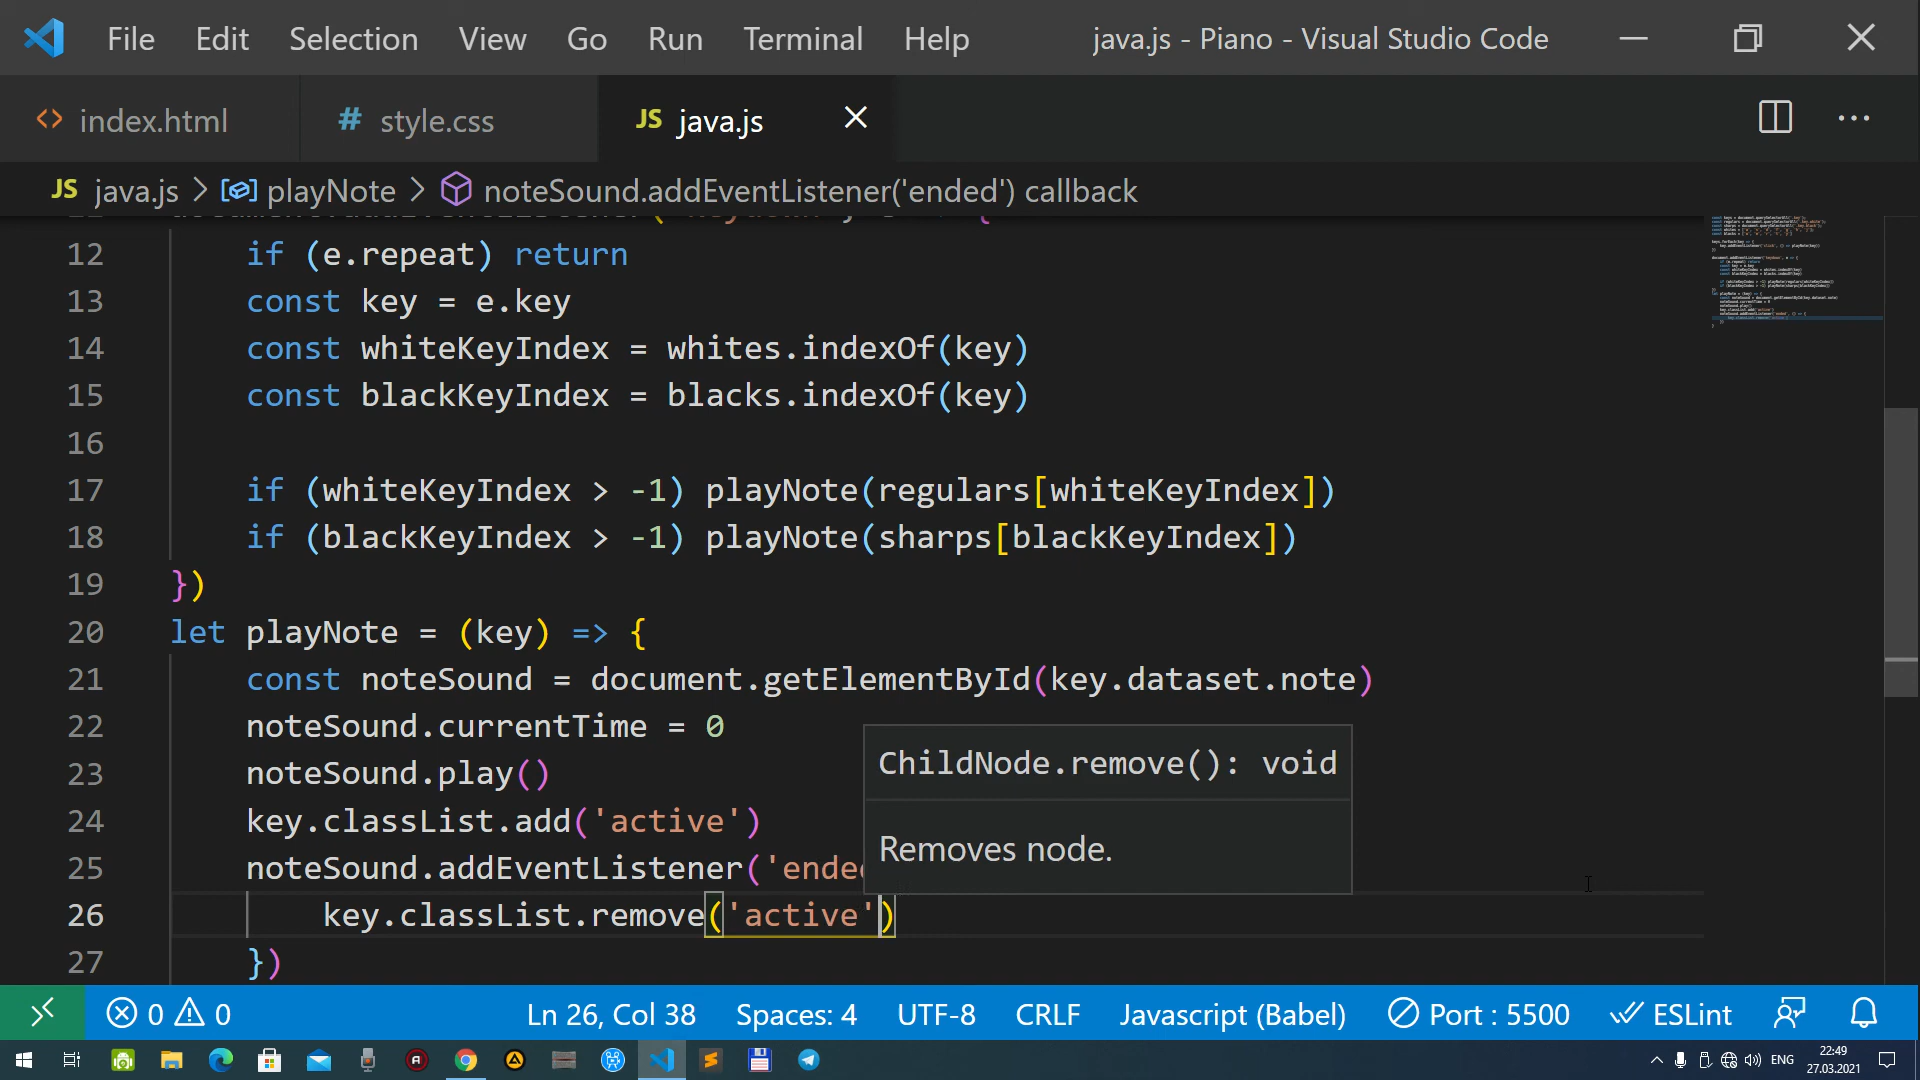 File Edit Selection View Go Run Terminal Help java.js - Piano - Visual Studio Code
index.html # style.css JS java.js
JS java.js > playNote > noteSound.addEventListener('ended') callback
12 if (e.repeat) return
13 const key = e.key
14 const whiteKeyIndex = whites.indexOf(key)
15 const blackKeyIndex = blacks.indexOf(key)
16
17 if (whiteKeyIndex > -1) playNote(regulars[whiteKeyIndex])
18 if (blackKeyIndex > -1) playNote(sharps[blackKeyIndex])
19 })
20 let playNote = (key) => {
21 const noteSound = document.getElementById(key.dataset.note)
22 noteSound.currentTime = 0
23 noteSound.play()
ChildNode.remove(): void
24 key.classList.add('active')
Removes node.
25 noteSound.addEventListener('ende
26 key.classList.remove('active')
27 })
0 0 Ln 26, Col 38 Spaces: 4 UTF-8 CRLF Javascript (Babel) Port : 5500 ESLint
ENG 22:49
27.03.2021